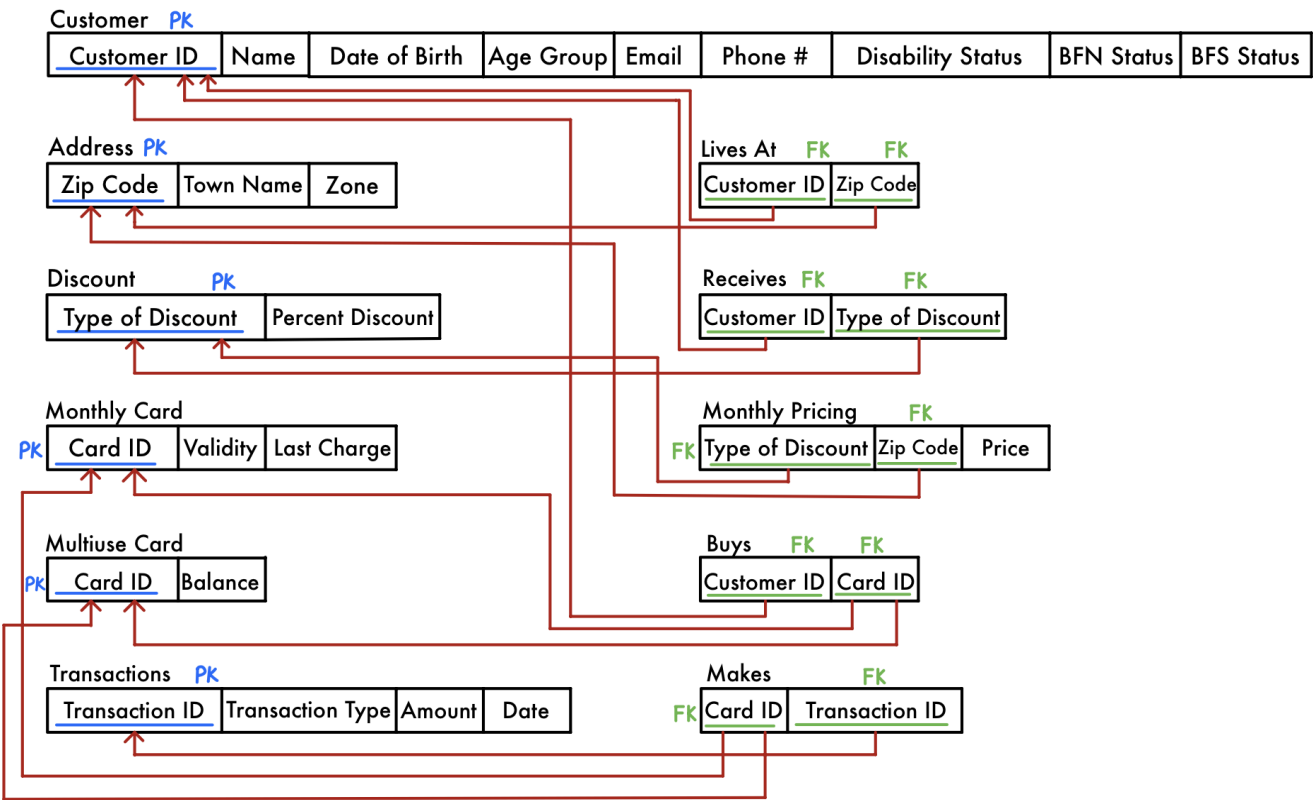 Customer PK
Customer ID Name Date of Birth Age Group Email Phone # Disability Status BFN Status BFS Status
Address PK
Zip Code Town Name Zone
Lives At FK FK
Customer ID Zip Code
Discount PK
Type of Discount Percent Discount
Receives FK FK
Customer ID Type of Discount
Monthly Card
PK Card ID Validity Last Charge
Monthly Pricing FK
FK Type of Discount Zip Code Price
Multiuse Card
PK Card ID Balance
Buys FK FK
Customer ID Card ID
Transactions PK
Transaction ID Transaction Type Amount Date
Makes FK
FK Card ID Transaction ID